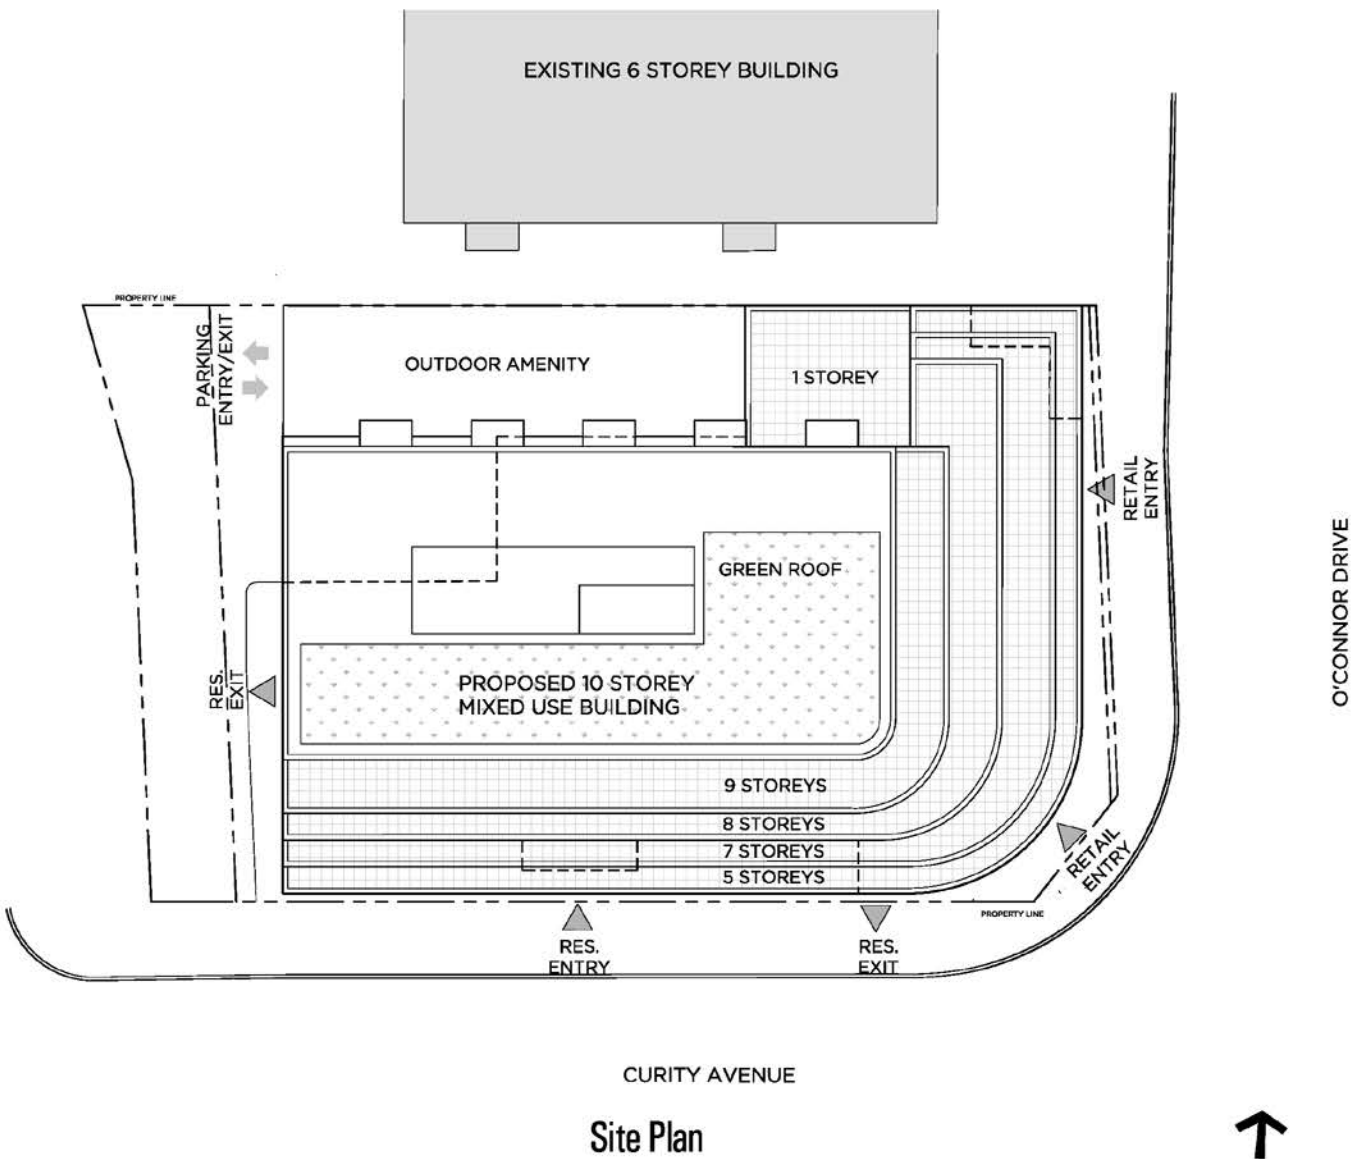 EXISTING 6 STOREY BUILDING
PROPERTY LINE
PARKING
ENTRY/EXIT
OUTDOOR AMENITY
1 STOREY
RETAIL
ENTRY
O'CONNOR DRIVE
GREEN ROOF
RES.
EXIT
PROPOSED 10 STOREY
MIXED USE BUILDING
9 STOREYS
8 STOREYS
7 STOREYS
5 STOREYS
RETAIL
ENTRY
PROPERTY LINE
RES.
ENTRY
RES.
EXIT
CURITY AVENUE
Site Plan